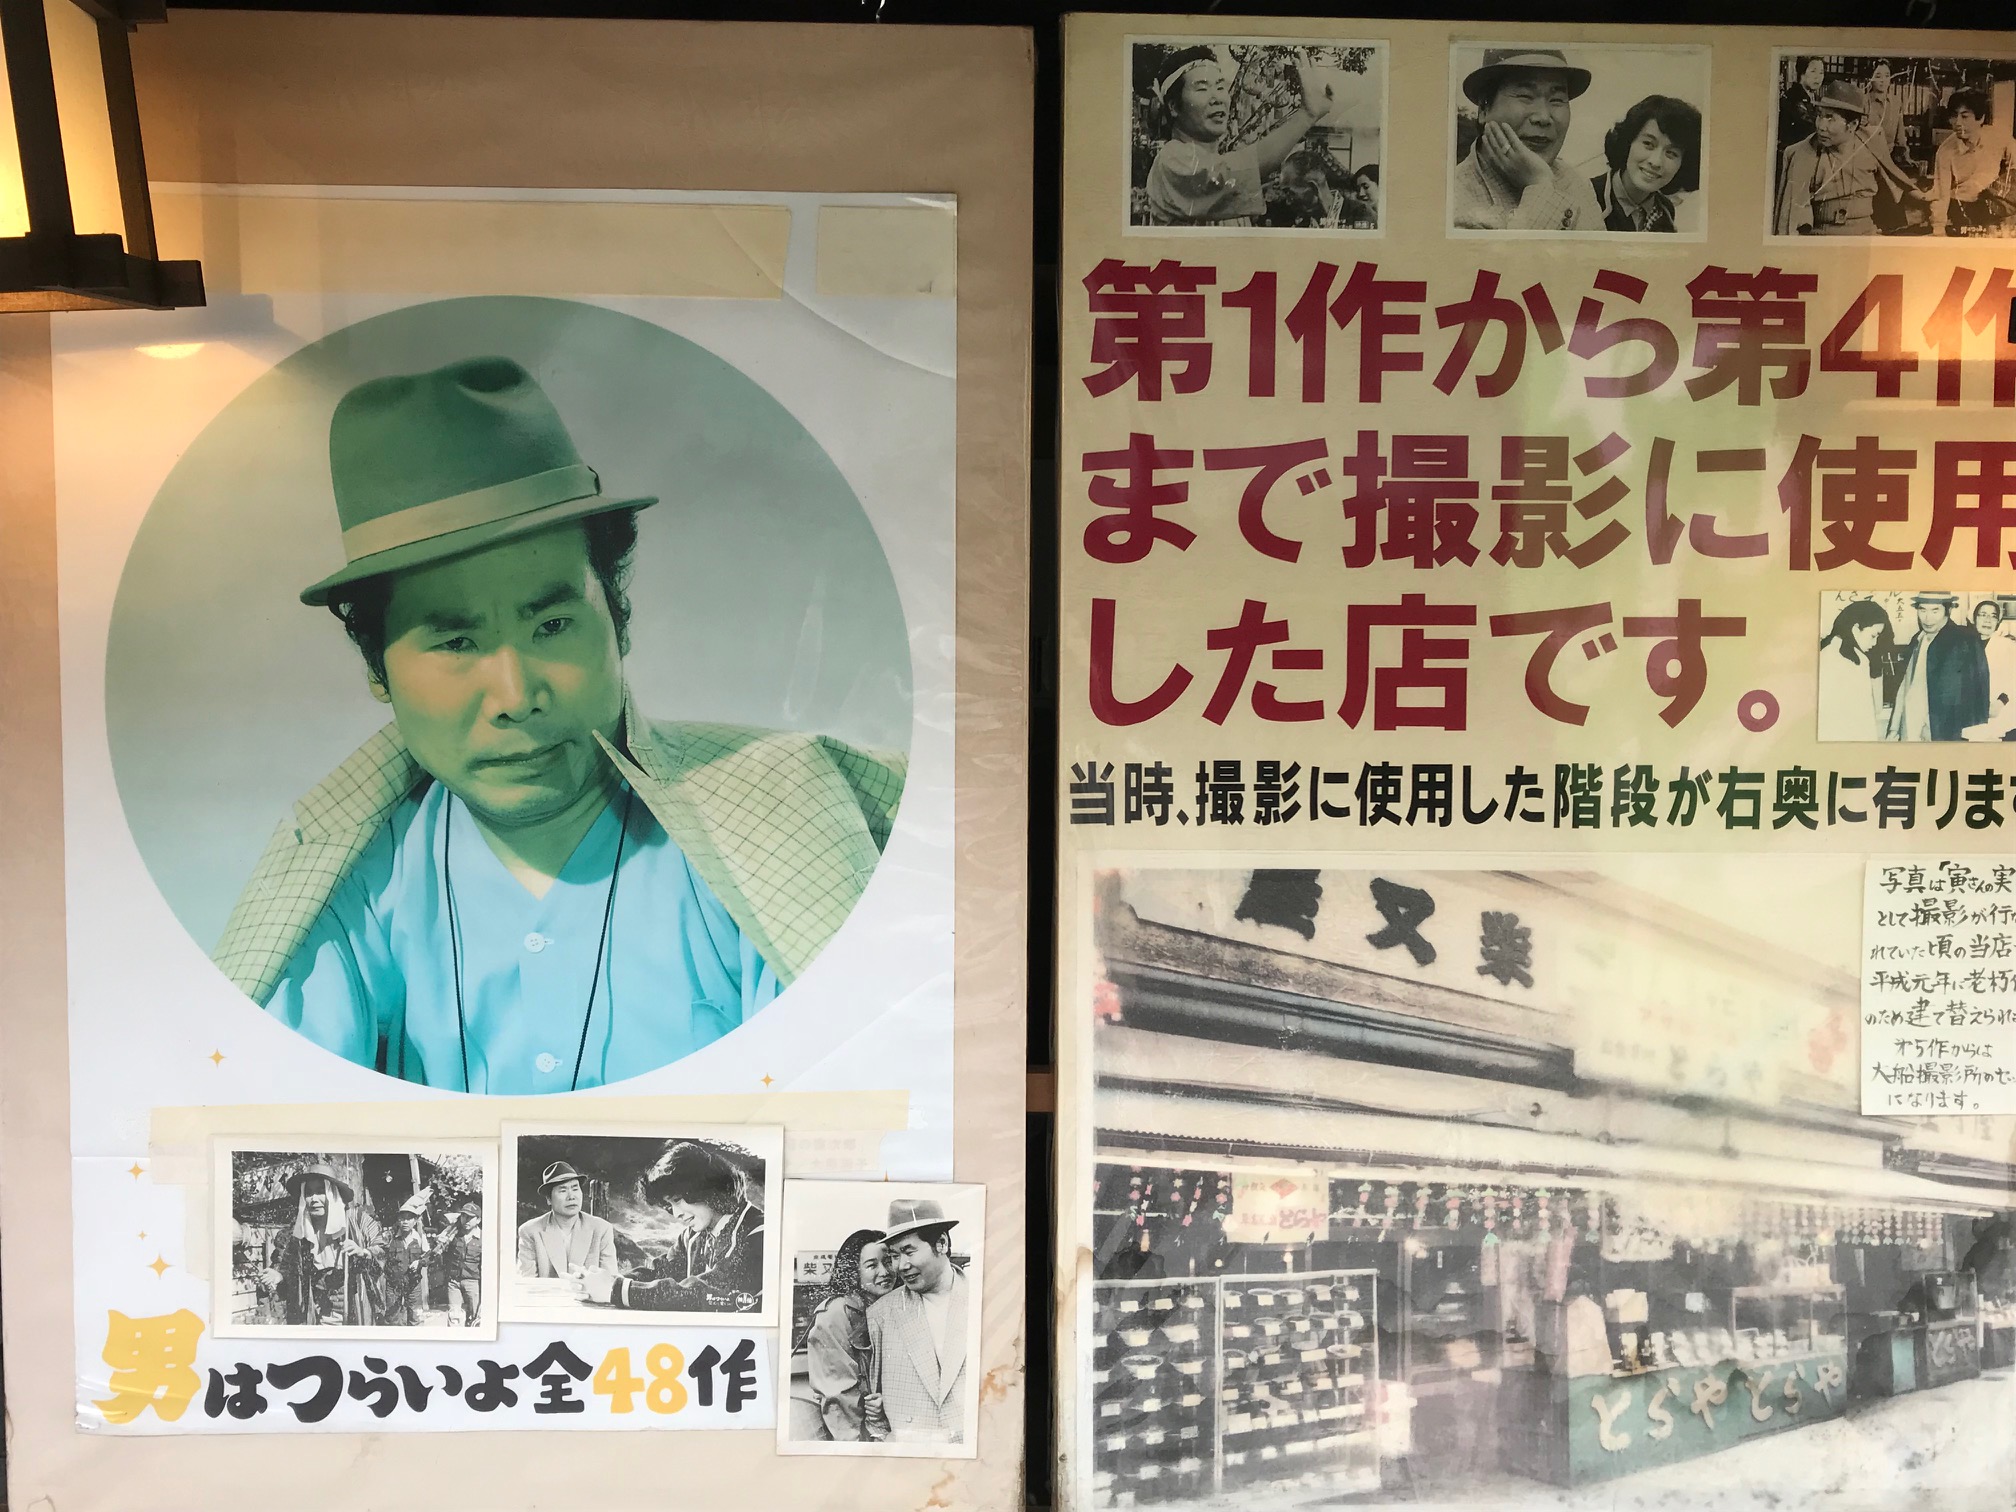 男はつらいよ全48作
柴又
第1作から第4作
まで撮影に使用
した店です。
当時、撮影に使用した階段が右奥に有ります
写真は「寅さんの実
として撮影が行わ
れていた頃の当店
平成元年に老朽化
のため建て替えられ
第5作からは
大船撮影所のセッ
になります。
柴又屋
とらやとらや
とらや